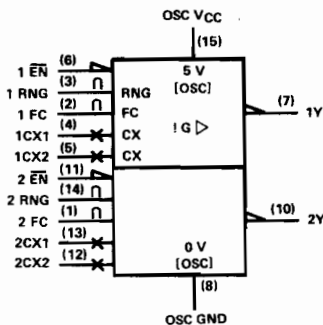 OSC VCC
(15)
1 EN (6)
5 V
1 RNG (3)
RNG
[OSC]
(7)
1 FC (2)
FC
1Y
1CX1 (4)
CX
! G
1CX2 (5)
CX
2 EN (11)
2 RNG (14)
2 FC (1)
(10)
2Y
2CX1 (13)
0 V
2CX2 (12)
[OSC]
(8)
OSC GND